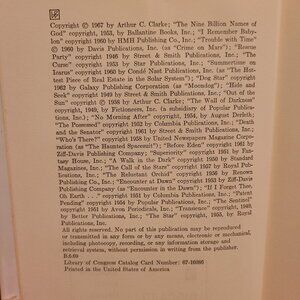 Copyright © 1967 by Arthur C. Clarke; "The Nine Billion Names of
God" copyright, 1953, by Ballantine Books, Inc.; "I Remember Baby-
lon" copyright 1960 by HMH Publishing Co., Inc.; "Trouble with Time"
© 1960 by Davis Publications, Inc. (as "Crime on Mars"); "Rescue
Party" copyright 1946 by Street & Smith Publications, Inc.; "The
Curse" copyright 1953 by Star Publications, Inc.; "Summertime on
Icarus" copyright 1960 by Condé Nast Publications, Inc. (as "The Hot-
test Piece of Real Estate in the Solar System"); "Dog Star" copyright
1962 by Galaxy Publishing Corporation (as "Moondog"); "Hide and
Seek" copyright 1949 by Street & Smith Publications, Inc.; "Out of the
Sun" © 1958 by Arthur C. Clarke; "The Wall of Darkness"
copyright, 1949, by Fictioneers, Inc. (a subsidiary of Popular Publica-
tions, Inc.); "No Morning After" copyright, 1954, by August Derleth;
"The Possessed" copyright 1952 by Columbia Publications, Inc.; "Death
and the Senator" copyright 1961 by Street & Smith Publications, Inc.;
"Who's There?" copyright 1958 by United Newspapers Magazine Corpo-
ration (as "The Haunted Spacesuit"); "Before Eden" copyright 1961 by
Ziff-Davis Publishing Company; "Superiority" copyright 1951 by Fan-
tasy House, Inc.; "A Walk in the Dark" copyright 1950 by Standard
Magazines, Inc.; "The Call of the Stars" copyright 1957 by Royal Publi-
cations, Inc.; "The Reluctant Orchid" copyright 1956 by Renown
Publishing Co., Inc.; "Encounter at Dawn" copyright 1953 by Ziff-Davis
Publishing Company (as "Encounter in the Dawn"); "If I Forget Thee,
Oh Earth . . ." copyright 1951 by Columbia Publications, Inc.; "Patent
Pending" copyright 1954 by Popular Publications, Inc.; "The Sentinel"
copyright 1951 by Avon Periodicals, Inc.; "Transience" copyright 1949,
by Better Publications, Inc.; "The Star" copyright, 1955, by Royal
Publications, Inc.
All rights reserved. No part of this publication may be reproduced
or transmitted in any form or by any means, electronic or mechanical,
including photocopy, recording, or any information storage and
retrieval system, without permission in writing from the publisher.
B.6.69
Library of Congress Catalog Card Number: 67-16085
Printed in the United States of America